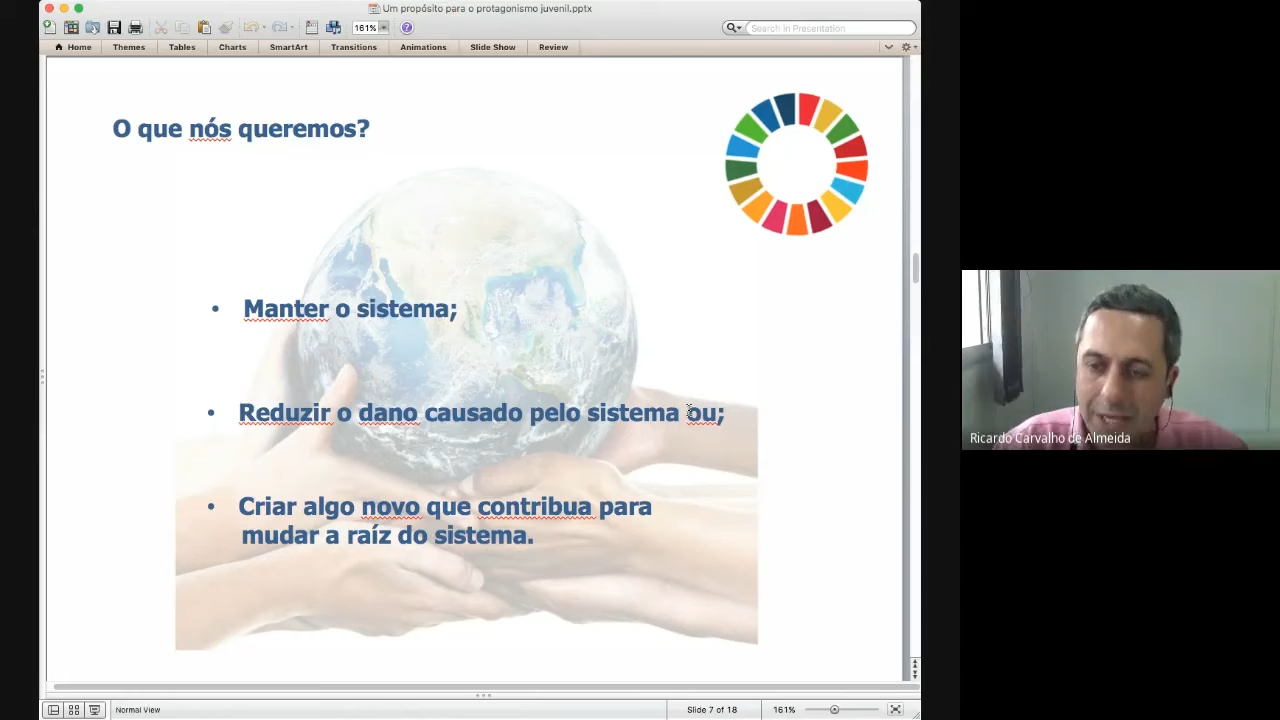 Um propósito para o protagonismo juvenil.pptx
161%
Search in Presentation
Home Themes Tables Charts SmartArt Transitions Animations Slide Show Review
O que nós queremos?
• Manter o sistema;
• Reduzir o dano causado pelo sistema ou;
• Criar algo novo que contribua para
mudar a raíz do sistema.
Ricardo Carvalho de Almeida
Normal View Slide 7 of 18 161%